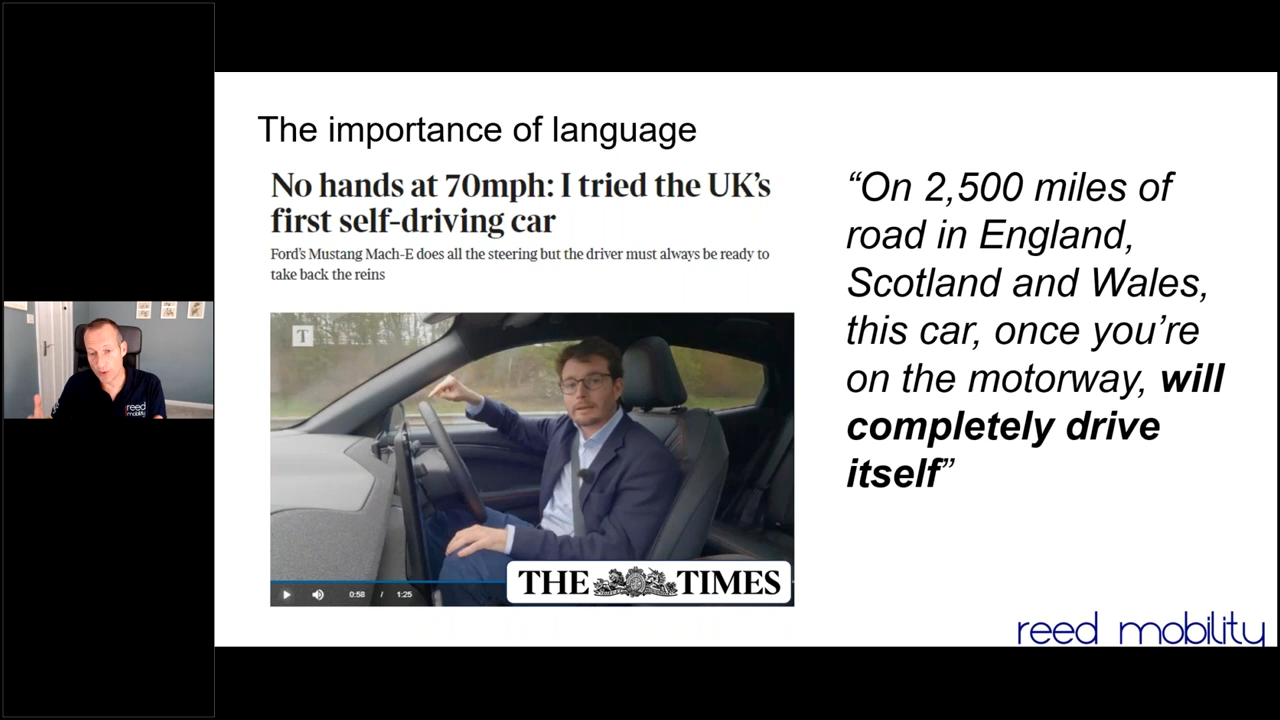 The importance of language
No hands at 70mph: I tried the UK's
first self-driving car
Ford's Mustang Mach-E does all the steering but the driver must always be ready to
take back the reins
T
0:58 / 1:25
THE TIMES
“On 2,500 miles of
road in England,
Scotland and Wales,
this car, once you’re
on the motorway, will
completely drive
itself”
reed mobility
reed
mobility